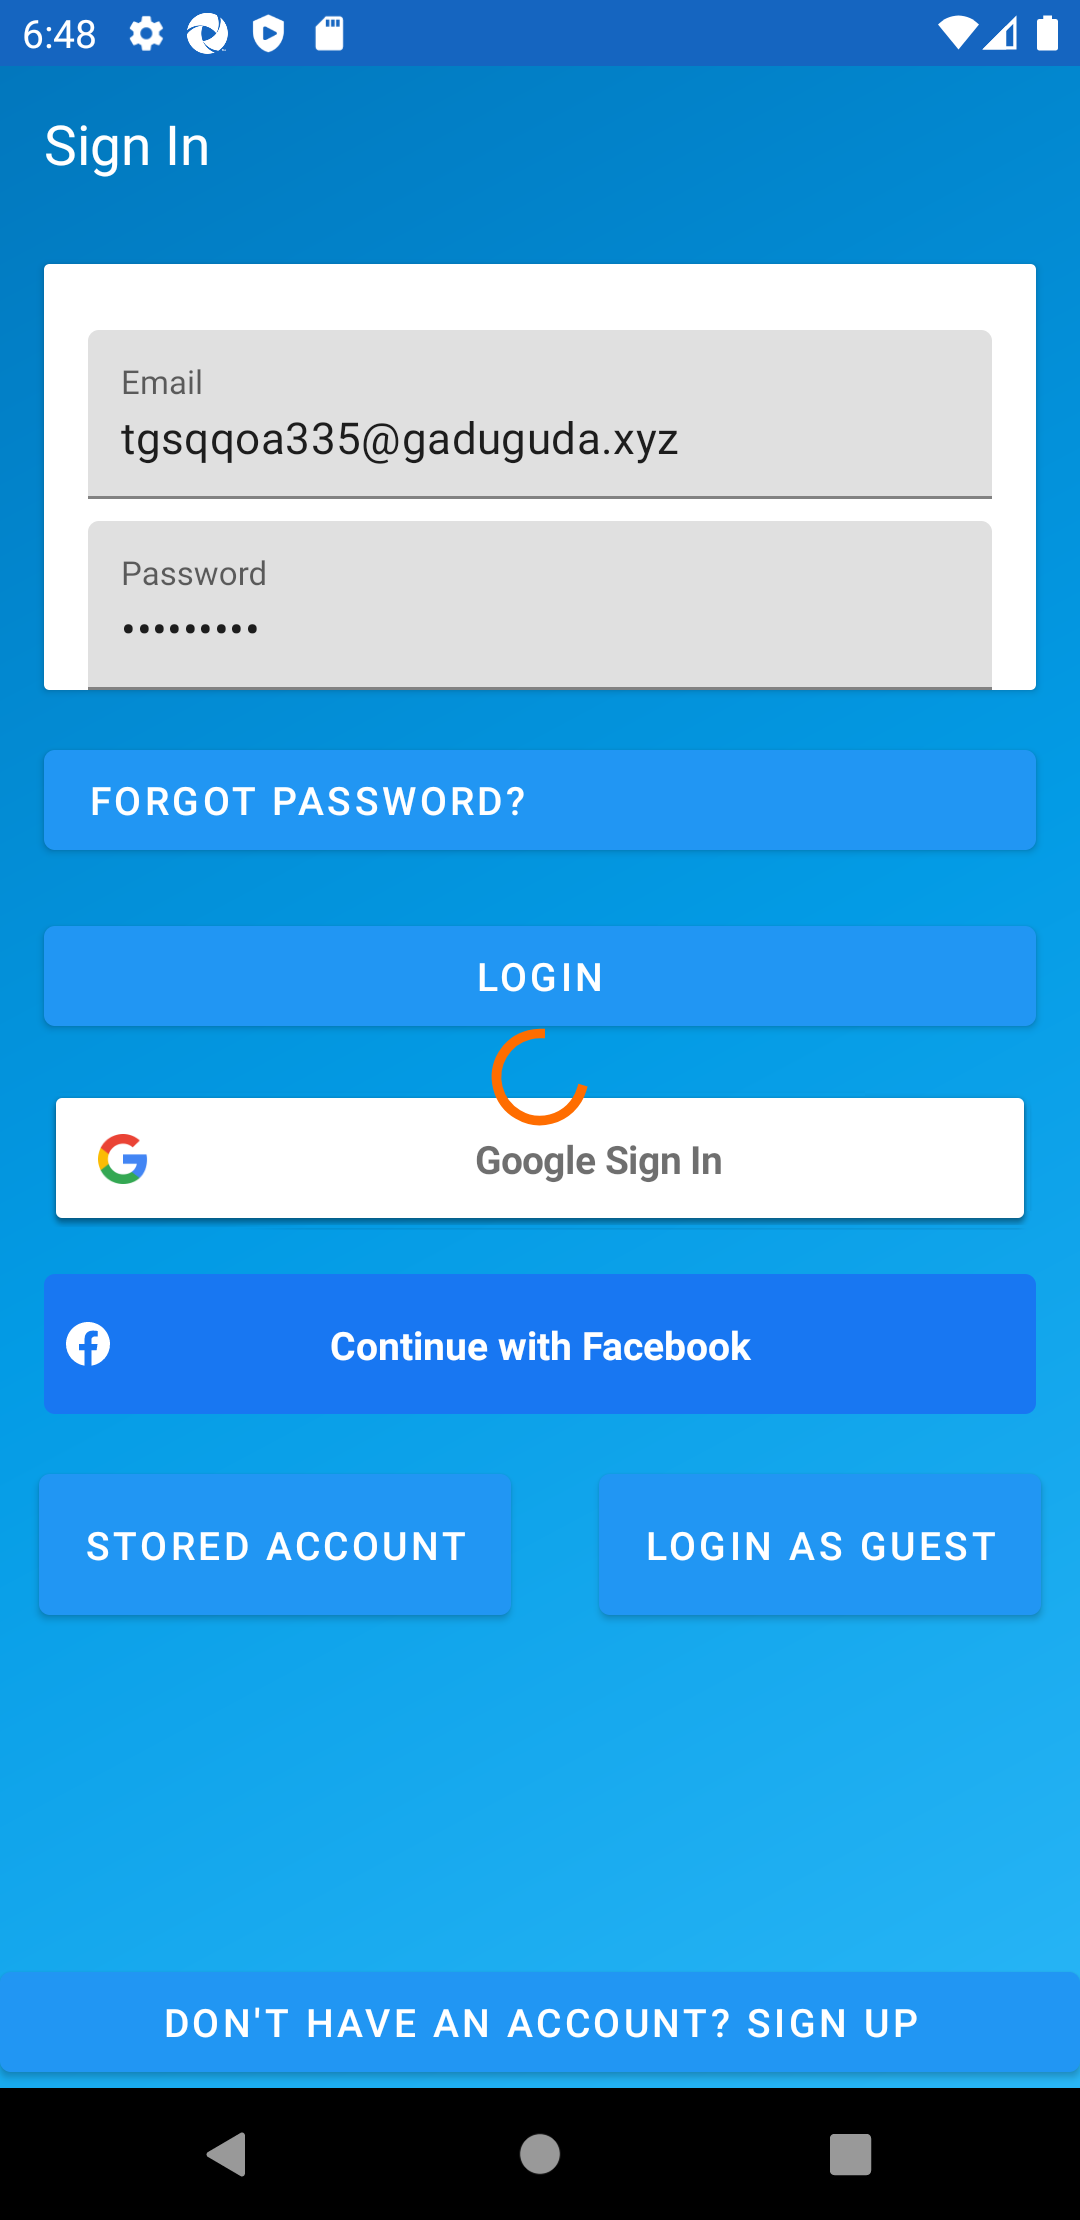 6:48
Sign In
Email
tgsqqoa335@gaduguda.xyz
Password
•••••••••
FORGOT PASSWORD?
LOGIN
Google Sign In
Continue with Facebook
STORED ACCOUNT
LOGIN AS GUEST
DON'T HAVE AN ACCOUNT? SIGN UP